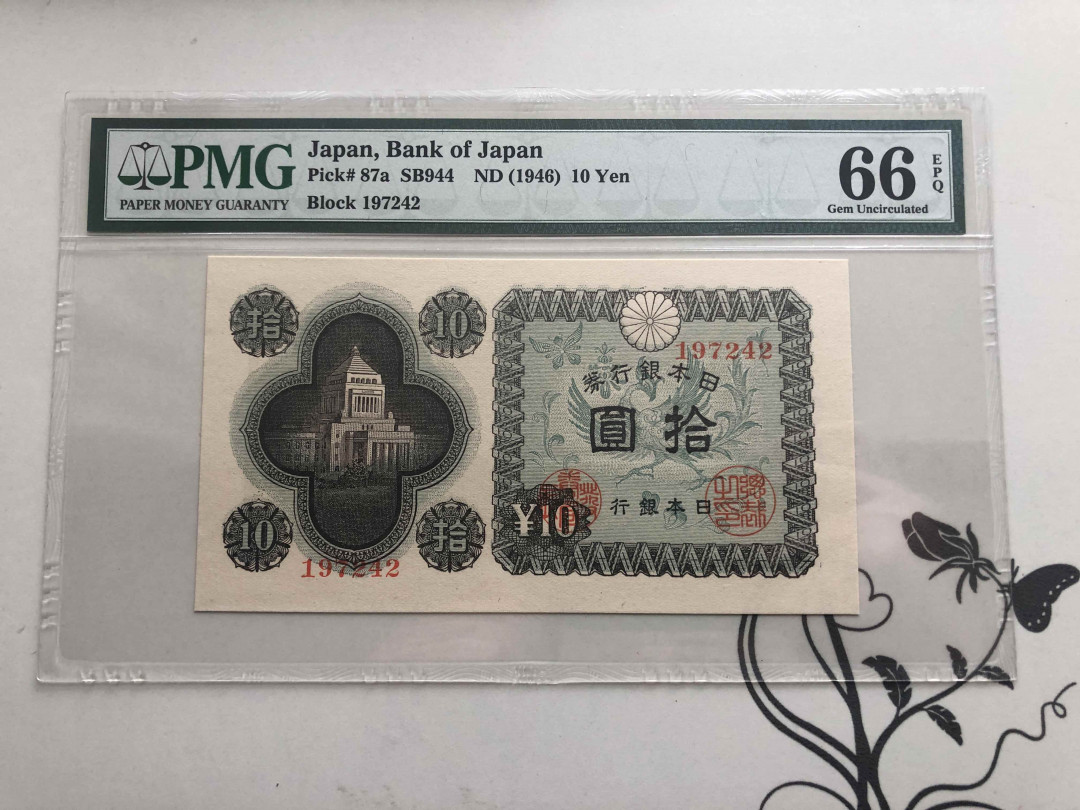 PMG
PAPER MONEY GUARANTY
Japan, Bank of Japan
Pick# 87a SB944 ND (1946) 10 Yen
Block 197242
66
EPQ
Gem Uncirculated
拾
10
197242
券行銀本日
圓拾
行銀本日
¥10
10
拾
197242